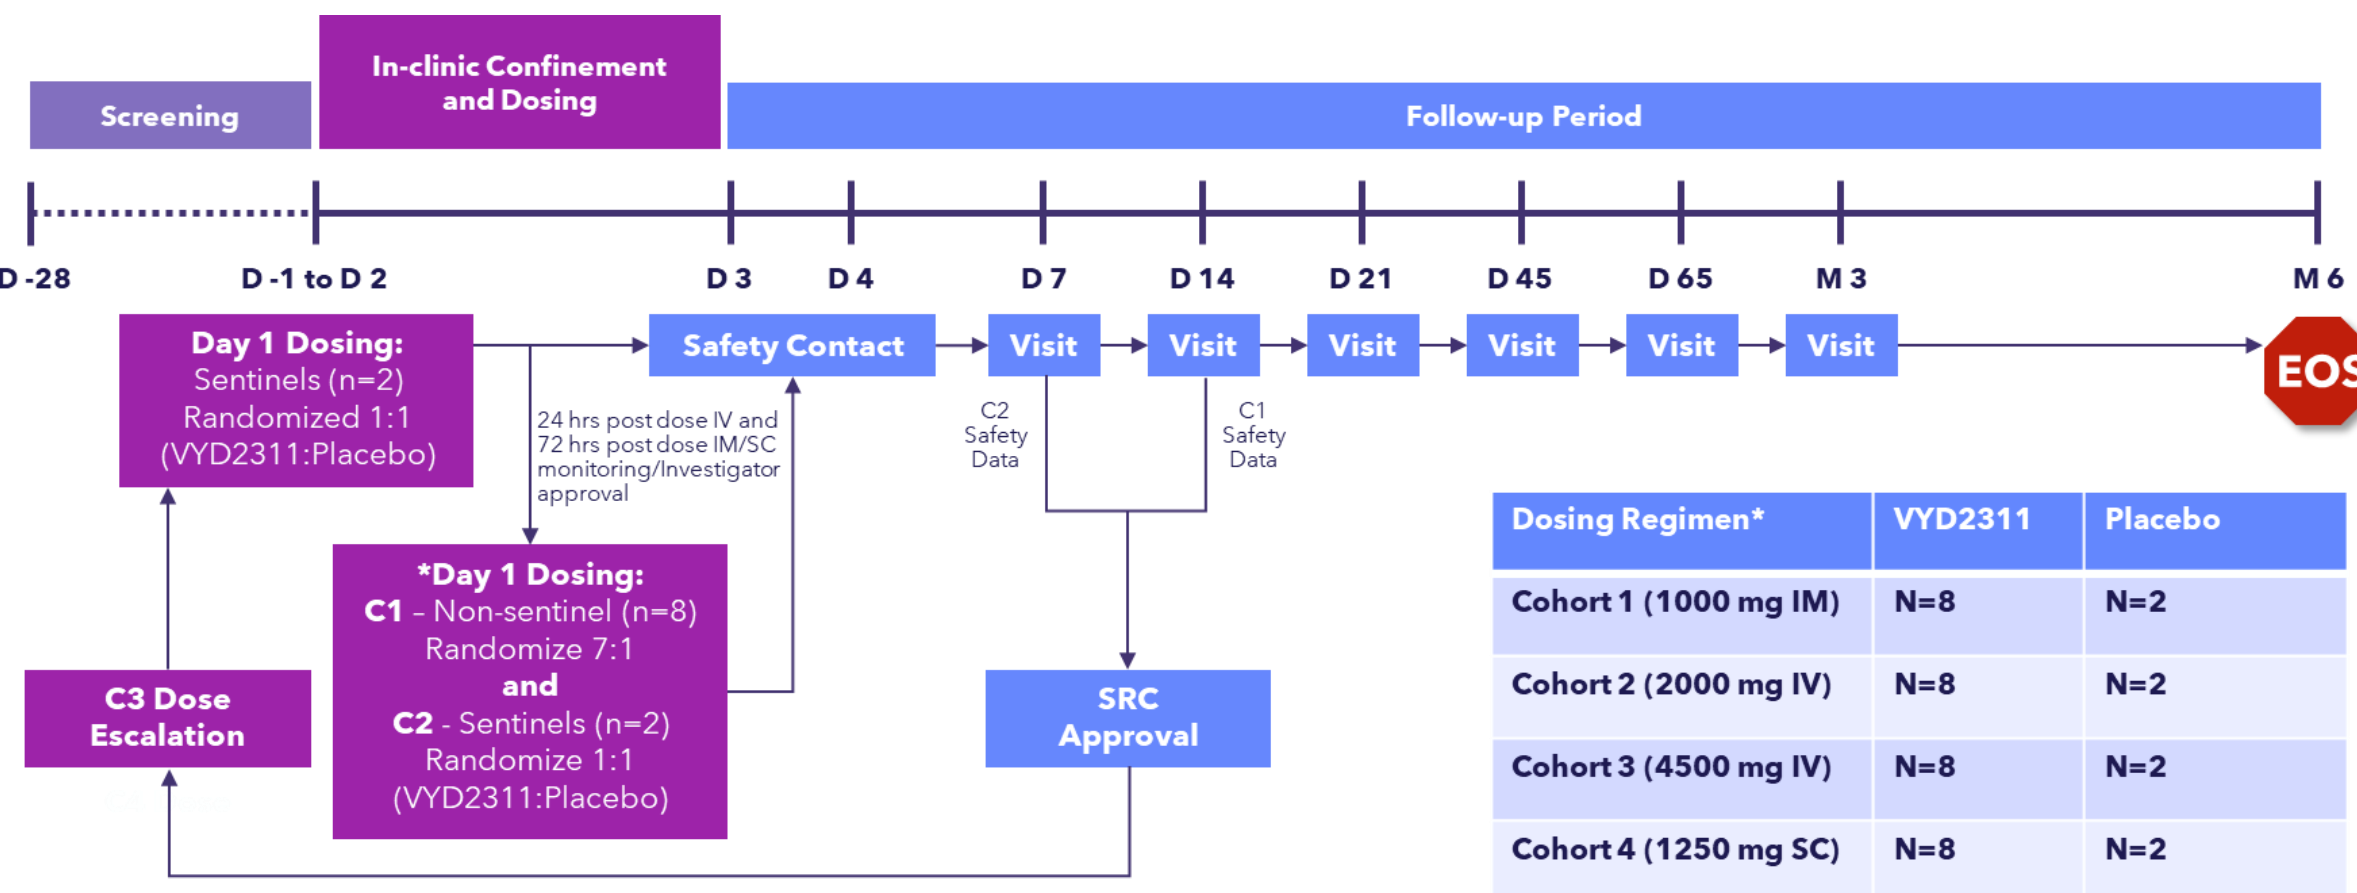 In-clinic Confinement
and Dosing
Screening
Follow-up Period
D -28
D -1 to D 2
D 3
D 4
D 7
D 14
D 21
D 45
D 65
M 3
M 6
Day 1 Dosing:
Sentinels (n=2)
Randomized 1:1
(VYD2311:Placebo)
Safety Contact
Visit
Visit
Visit
Visit
Visit
Visit
EOS
24 hrs post dose IV and
72 hrs post dose IM/SC
monitoring/Investigator
approval
C2
Safety
Data
C1
Safety
Data
*Day 1 Dosing:
C1 – Non-sentinel (n=8)
Randomize 7:1
and
C2 - Sentinels (n=2)
Randomize 1:1
(VYD2311:Placebo)
C3 Dose
Escalation
SRC
Approval
Dosing Regimen* VYD2311 Placebo
Cohort 1 (1000 mg IM) N=8 N=2
Cohort 2 (2000 mg IV) N=8 N=2
Cohort 3 (4500 mg IV) N=8 N=2
Cohort 4 (1250 mg SC) N=8 N=2